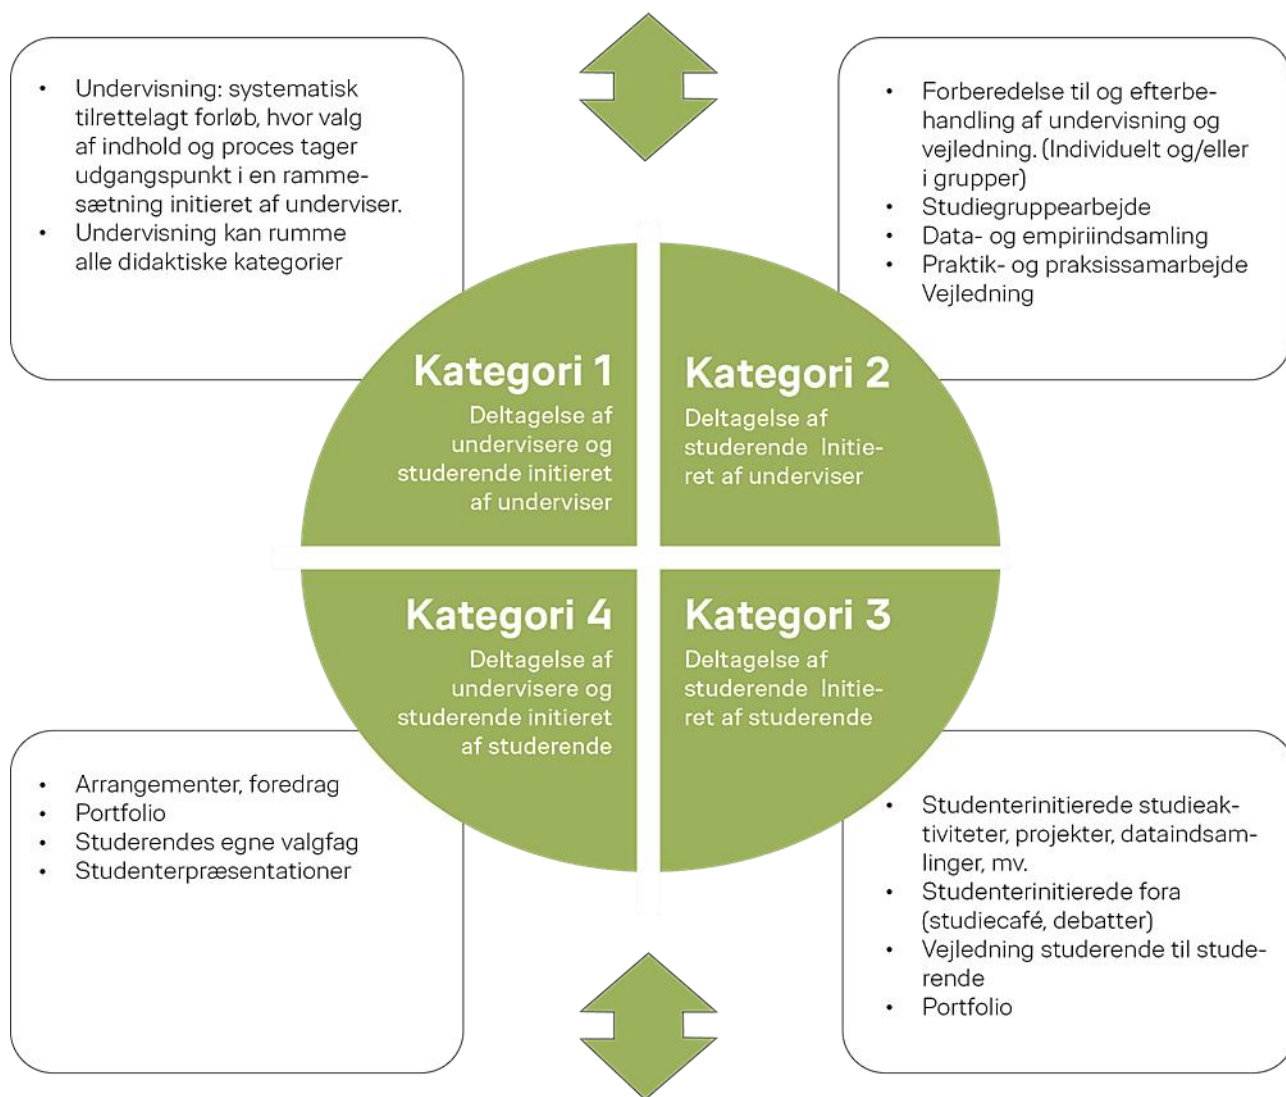 • Undervisning: systematisk
tilrettelagt forløb, hvor valg
af indhold og proces tager
udgangspunkt i en ramme-
sætning initieret af underviser.
• Undervisning kan rumme
alle didaktiske kategorier
• Forberedelse til og efterbe-
handling af undervisning og
vejledning. (Individuelt og/eller
i grupper)
• Studiegruppearbejde
• Data- og empiriindsamling
• Praktik- og praksissamarbejde
Vejledning
Kategori 1
Deltagelse af
undervisere og
studerende initieret
af underviser
Kategori 2
Deltagelse af
studerende Initie-
ret af underviser
Kategori 4
Deltagelse af
undervisere og
studerende initieret
af studerende
Kategori 3
Deltagelse af
studerende Initie-
ret af studerende
• Arrangementer, foredrag
• Portfolio
• Studerendes egne valgfag
• Studenterpræsentationer
• Studenterinitierede studieak-
tiviteter, projekter, dataindsam-
linger, mv.
• Studenterinitierede fora
(studiecafé, debatter)
• Vejledning studerende til stude-
rende
• Portfolio